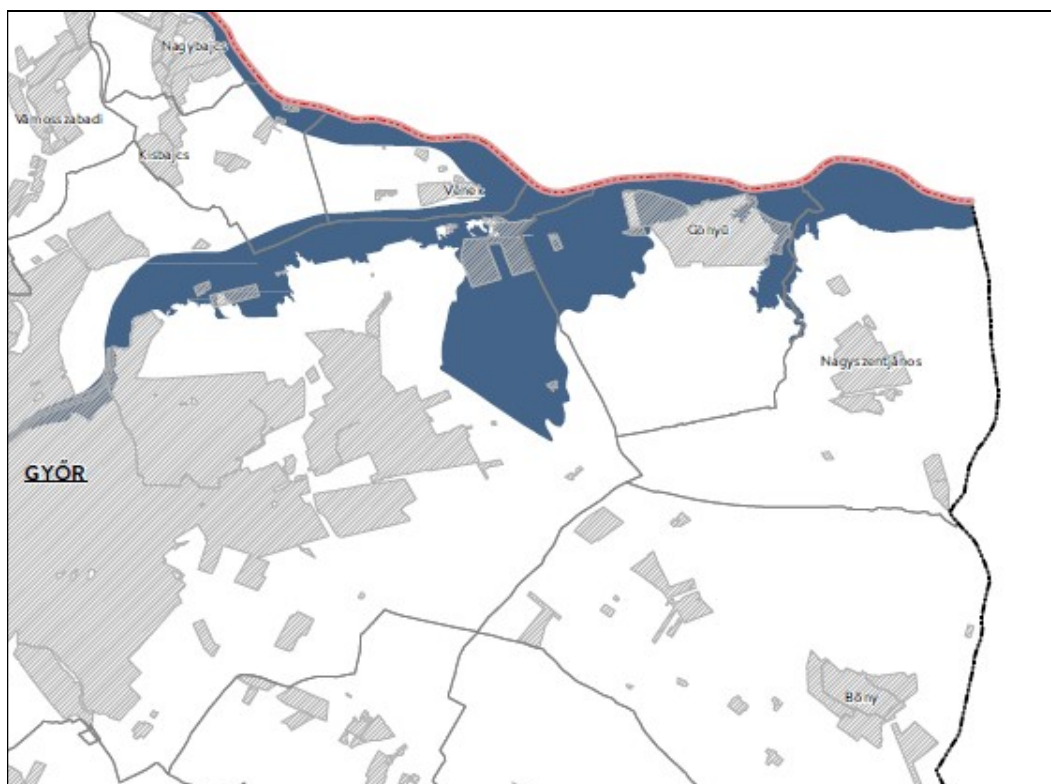 Nagybajcs
Vámosszabadi
Kisbajcs
Vének
Gönyű
Nagyszentjános
GYŐR
Bőny